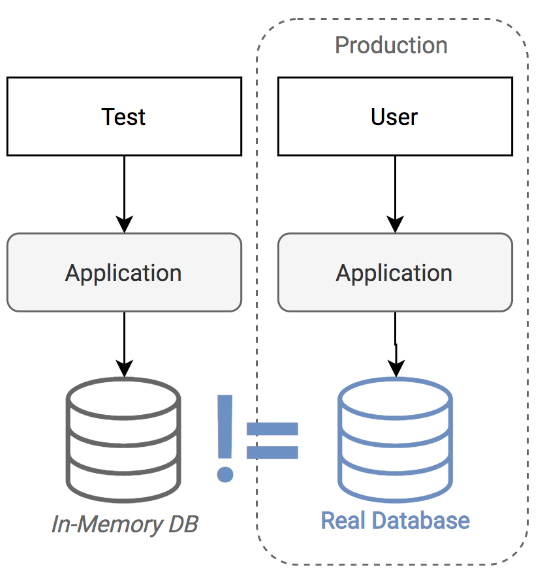 Production
Test
User
Application
Application
!=
In-Memory DB
Real Database